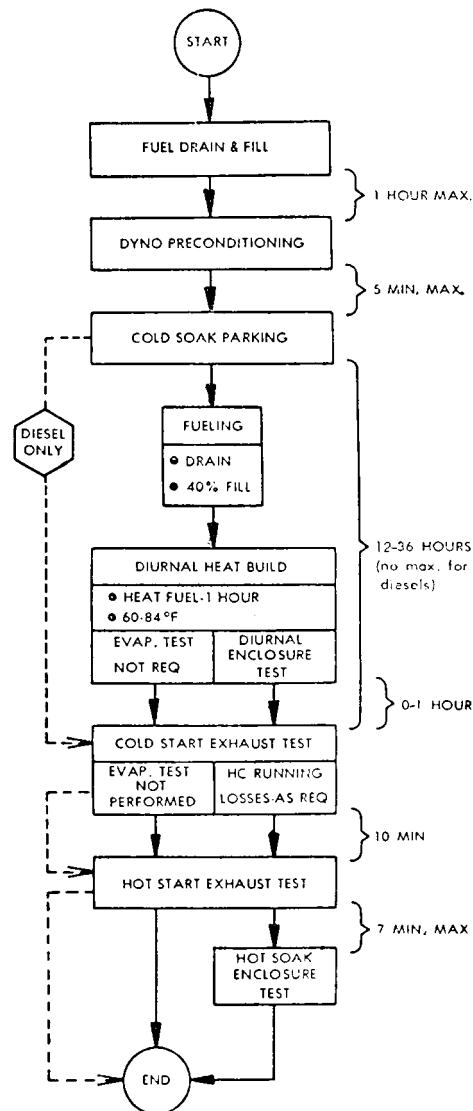 START
FUEL DRAIN & FILL
1 HOUR MAX.
DYNO PRECONDITIONING
5 MIN, MAX.
COLD SOAK PARKING
DIESEL
ONLY
FUELING
DRAIN
40% FILL
12-36 HOURS
(no max. for
diesels)
DIURNAL HEAT BUILD
HEAT FUEL-1 HOUR
60-84°F
EVAP. TEST
NOT REQ
DIURNAL
ENCLOSURE
TEST
0-1 HOUR
COLD START EXHAUST TEST
EVAP. TEST
NOT
PERFORMED
HC RUNNING
LOSSES-AS REQ
10 MIN
HOT START EXHAUST TEST
7 MIN, MAX
HOT SOAK
ENCLOSURE
TEST
END